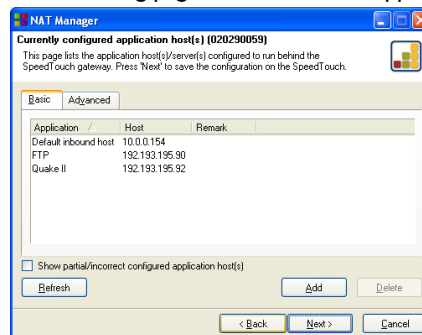 NAT Manager
Currently configured application host(s) (020290059)
This page lists the application host(s)/server(s) configured to run behind the
SpeedTouch gateway. Press 'Next' to save the configuration on the SpeedTouch.
Basic Advanced
Application Host Remark
Default inbound host 10.0.0.154
FTP 192.193.195.90
Quake II 192.193.195.92
Show partial/incorrect configured application host(s)
Refresh Add Delete
< Back Next > Cancel